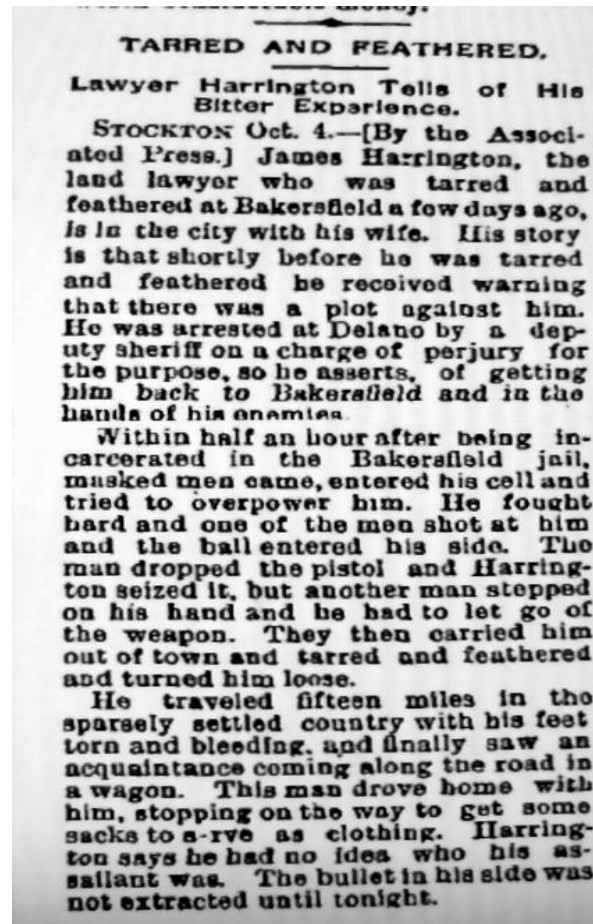 TARRED AND FEATHERED.
Lawyer Harrington Tells of His
Bitter Experience.
STOCKTON Oct. 4.—[By the Associ-
ated Press.] James Harrington, the
land lawyer who was tarred and
feathered at Bakersfield a few days ago,
is in the city with his wife. His story
is that shortly before he was tarred
and feathered he received warning
that there was a plot against him.
He was arrested at Delano by a dep-
uty sheriff on a charge of perjury for
the purpose, so he asserts, of getting
him back to Bakersfield and in the
hands of his enemies.
Within half an hour after being in-
carcerated in the Bakersfield jail,
masked men came, entered his cell and
tried to overpower him. He fought
hard and one of the men shot at him
and the ball entered his side. The
man dropped the pistol and Harring-
ton seized it, but another man stepped
on his hand and he had to let go of
the weapon. They then carried him
out of town and tarred and feathered
and turned him loose.
He traveled fifteen miles in the
sparsely settled country with his feet
torn and bleeding, and finally saw an
acquaintance coming along the road in
a wagon. This man drove home with
him, stopping on the way to get some
sacks to s-rve as clothing. Harring-
ton says he had no idea who his as-
sailant was. The bullet in his side was
not extracted until tonight.